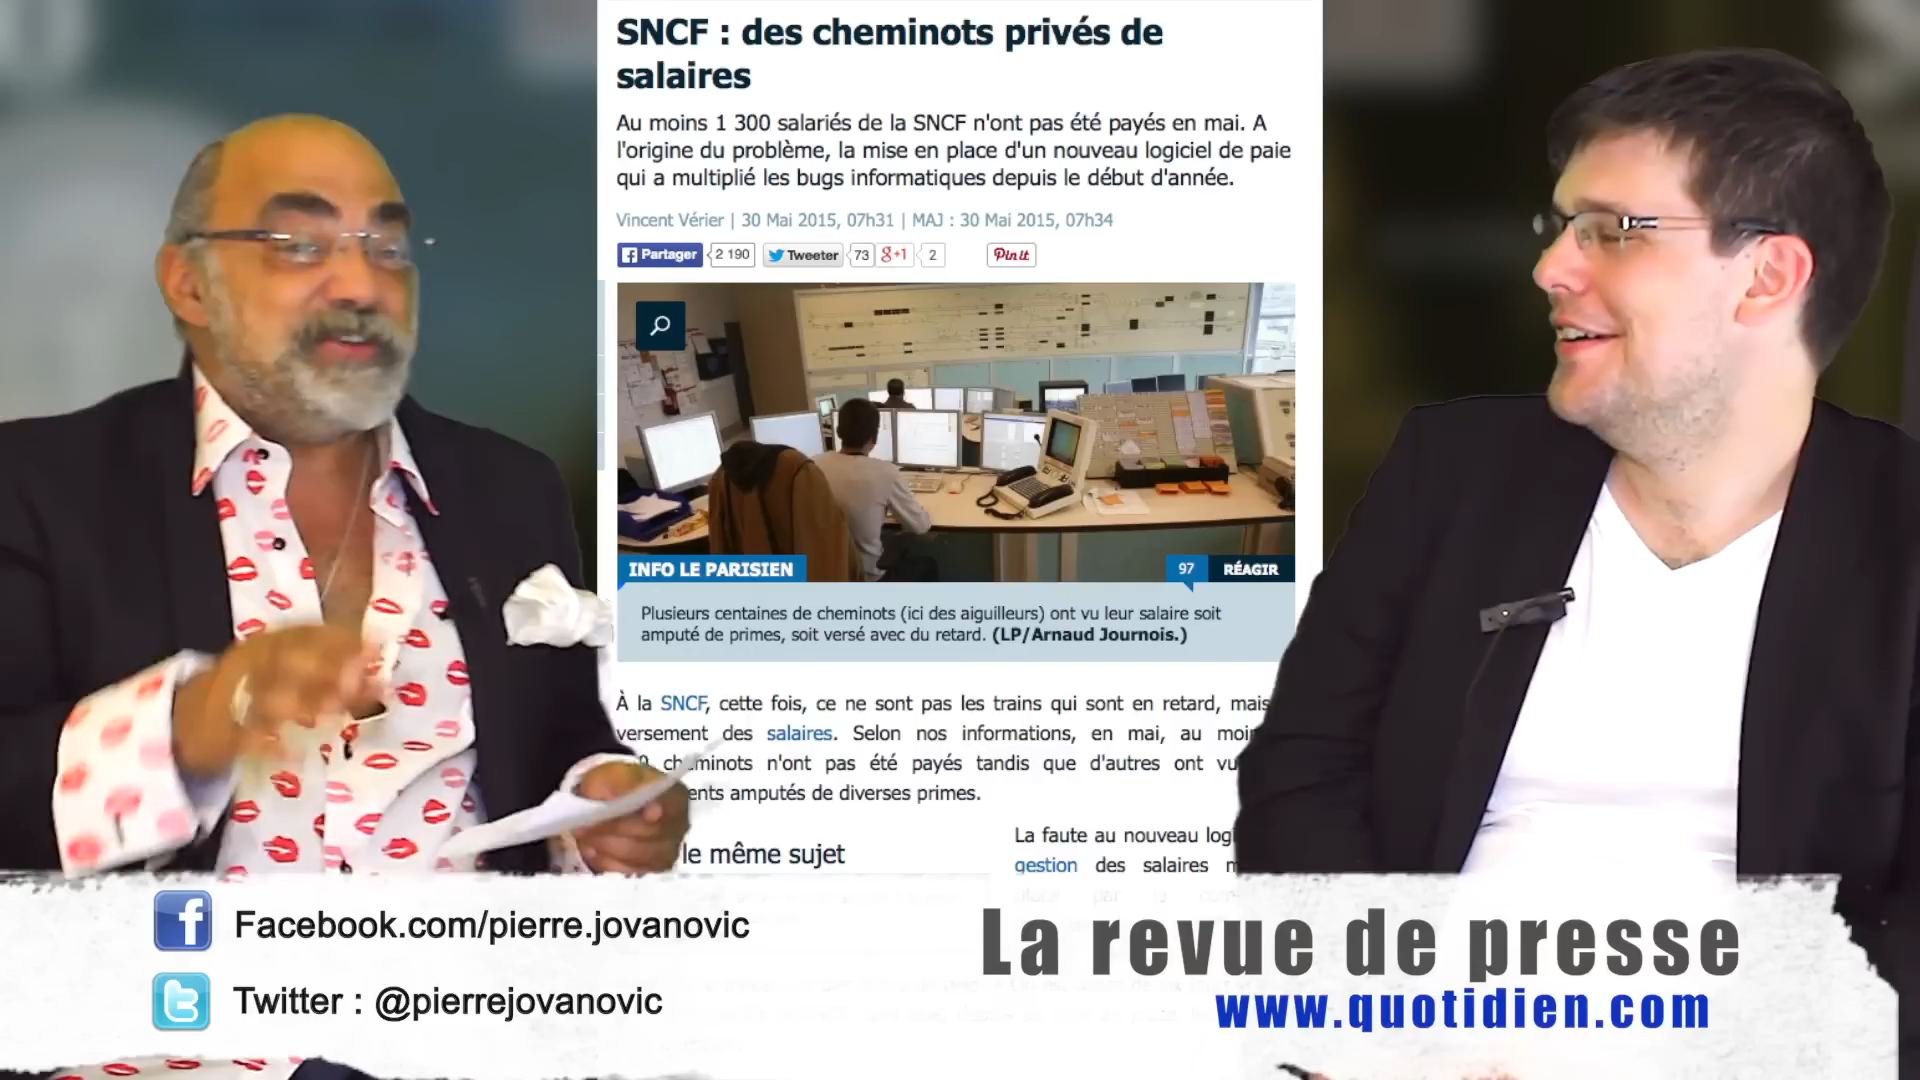 SNCF : des cheminots privés de
salaires
Au moins 1 300 salariés de la SNCF n'ont pas été payés en mai. A
l'origine du problème, la mise en place d'un nouveau logiciel de paie
qui a multiplié les bugs informatiques depuis le début d'année.
Vincent Vérier | 30 Mai 2015, 07h31 | MAJ : 30 Mai 2015, 07h34
Partager 2 190 Tweeter 73 g+1 2 Pin it
INFO LE PARISIEN 97 RÉAGIR
Plusieurs centaines de cheminots (ici des aiguilleurs) ont vu leur salaire soit
amputé de primes, soit versé avec du retard. (LP/Arnaud Journois.)
À la SNCF, cette fois, ce ne sont pas les trains qui sont en retard, mais
versement des salaires. Selon nos informations, en mai, au
cheminots n'ont pas été payés tandis que d'autres ont vu
amputés de diverses primes.
le même sujet
La faute au nouveau
gestion des salaires
Facebook.com/pierre.jovanovic
Twitter : @pierrejovanovic
La revue de presse
www.quotidien.com